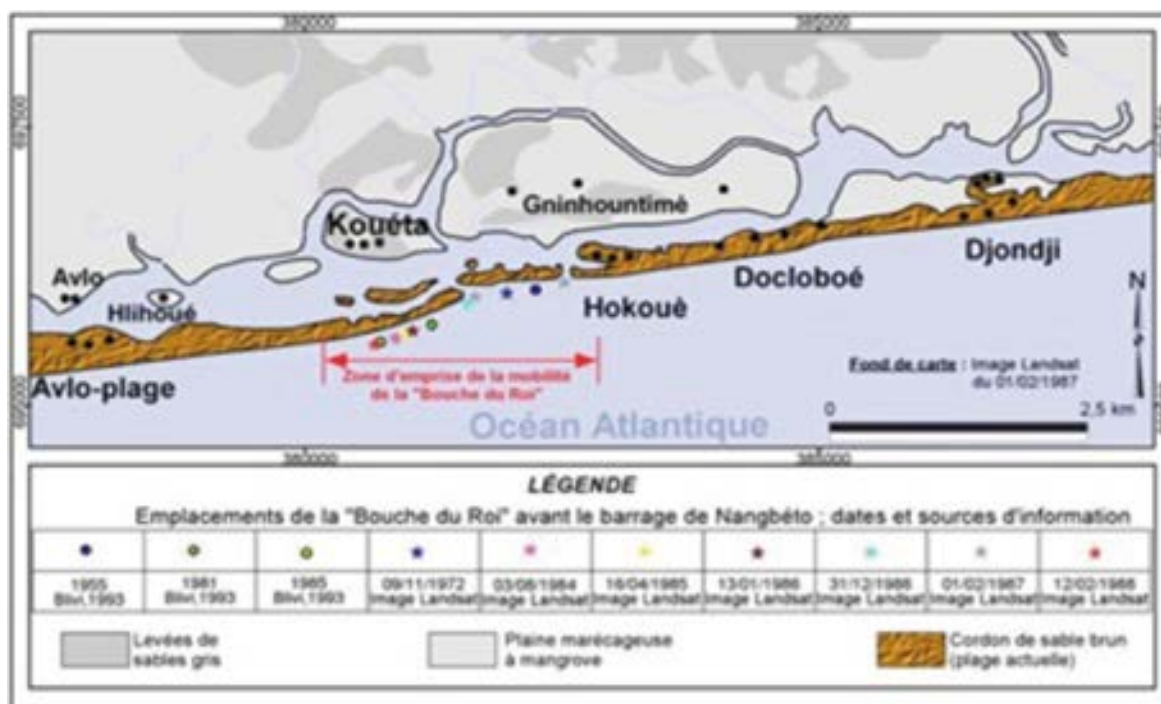 380000 385000
697500
Kouéta
Gninhountimè
Avlo
Hlihoué
Djondji
Docloboé
Hokouè
N
Avlo-plage
Zone d'emprise de la mobilité
de la "Bouche du Roi"
Fond de carte : Image Landsat
du 01/02/1987
Océan Atlantique
0 2,5 km
695000
380000 385000
LÉGENDE
Emplacements de la "Bouche du Roi" avant le barrage de Nangbéto ; dates et sources d'information
1955 1981 1985 09/11/1972 03/08/1984 16/04/1985 13/01/1986 31/12/1986 01/02/1987 12/02/1988
Blivi,1993 Blivi,1993 Blivi,1993 Image Landsat Image Landsat Image Landsat Image Landsat Image Landsat Image Landsat Image Landsat
Levées de
sables gris
Plaine marécageuse
à mangrove
Cordon de sable brun
(plage actuelle)